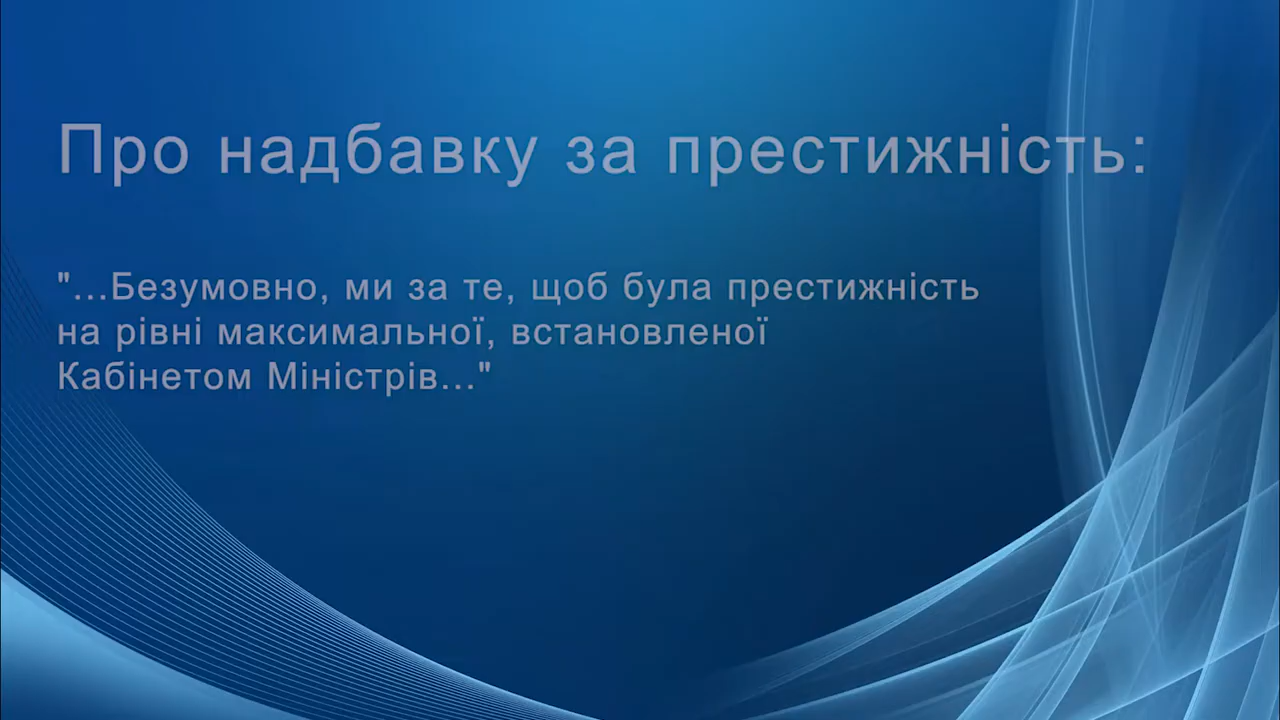 Про надбавку за престижність:
"...Безумовно, ми за те, щоб була престижність
на рівні максимальної, встановленої
Кабінетом Міністрів..."